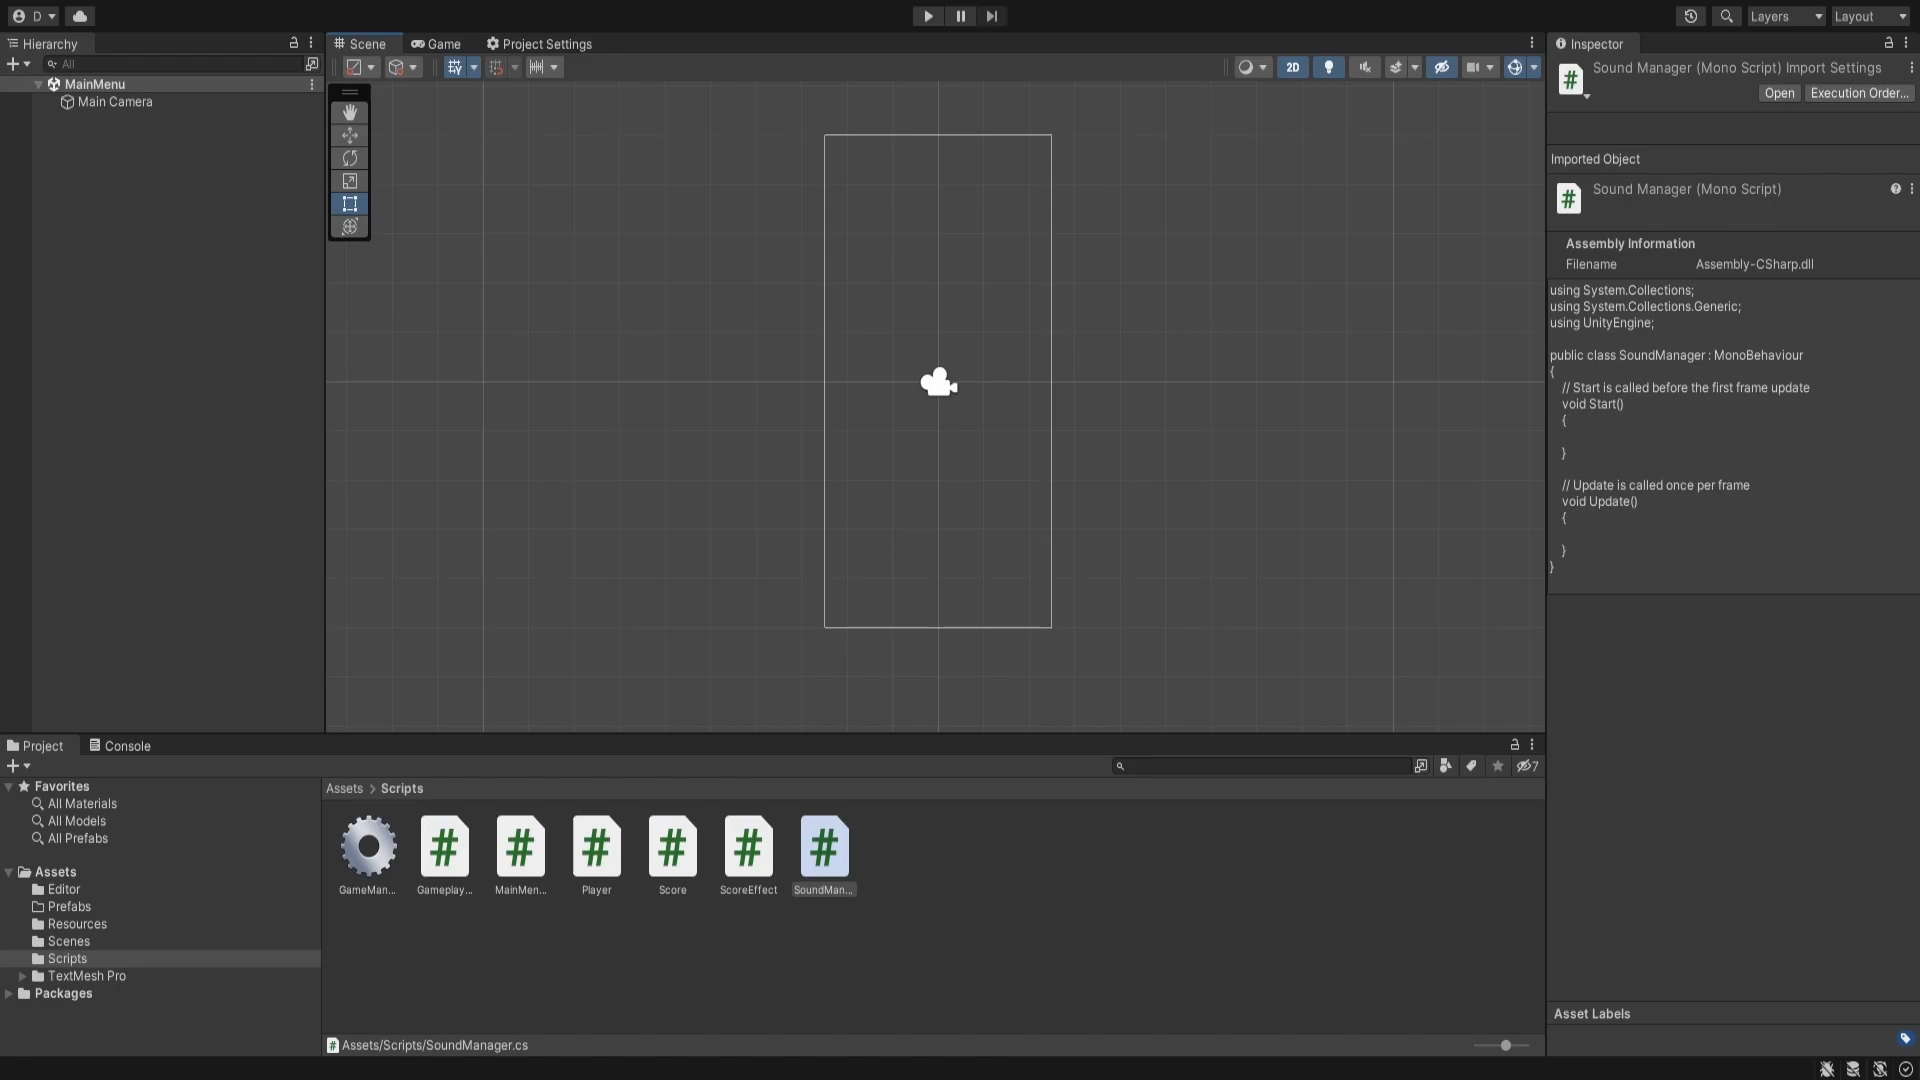 D
Layers
Layout
Hierarchy
All
MainMenu
Main Camera
Scene
Game
Project Settings
2D
Inspector
Sound Manager (Mono Script) Import Settings
Open
Execution Order...
Imported Object
Sound Manager (Mono Script)
Assembly Information
Filename
Assembly-CSharp.dll
using System.Collections;
using System.Collections.Generic;
using UnityEngine;
public class SoundManager : MonoBehaviour
{
// Start is called before the first frame update
void Start()
{
}
// Update is called once per frame
void Update()
{
}
}
Project
Console
7
Favorites
All Materials
All Models
All Prefabs
Assets
Editor
Prefabs
Resources
Scenes
Scripts
TextMesh Pro
Packages
Assets > Scripts
#
#
#
#
#
#
GameMan...
Gameplay...
MainMen...
Player
Score
ScoreEffect
SoundMan...
Assets/Scripts/SoundManager.cs
Asset Labels